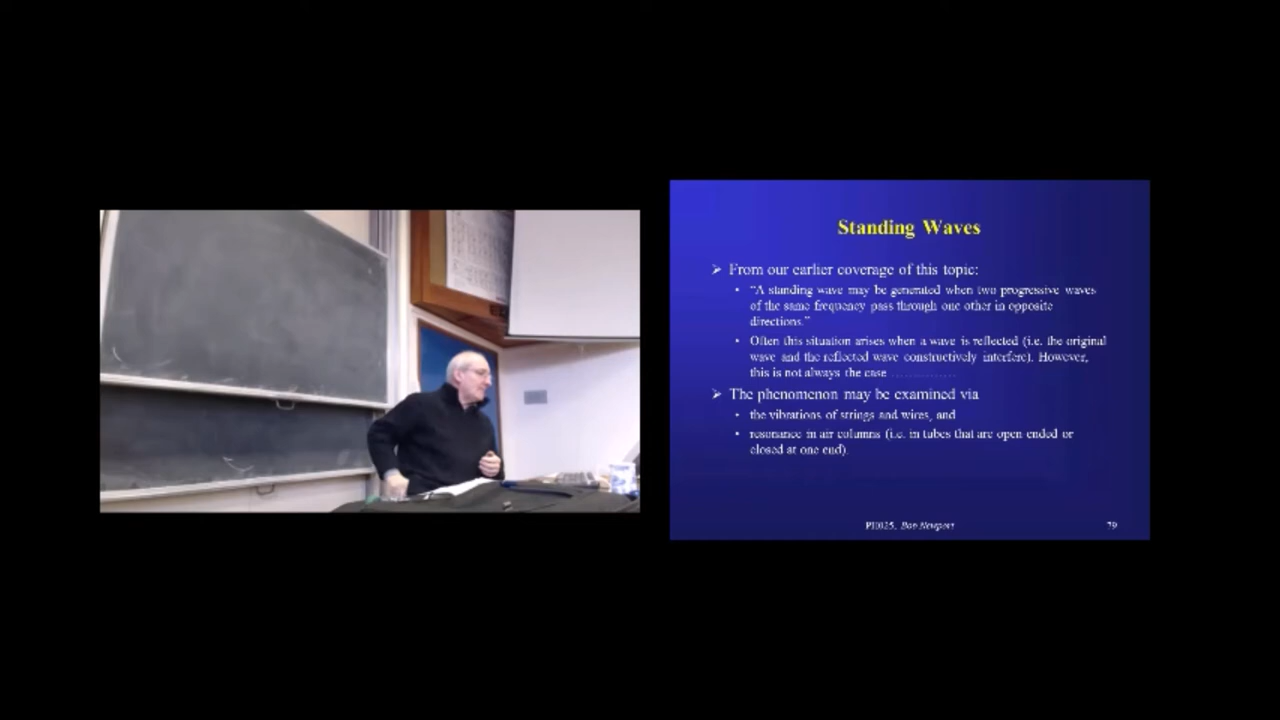 Standing Waves
➢ From our earlier coverage of this topic:
• “A standing wave may be generated when two progressive waves
of the same frequency pass through one other in opposite
directions.”
• Often this situation arises when a wave is reflected (i.e. the original
wave and the reflected wave constructively interfere). However,
this is not always the case ……………
➢ The phenomenon may be examined via
• the vibrations of strings and wires, and
• resonance in air columns (i.e. in tubes that are open ended or
closed at one end).
PH025, Bob Newport
79